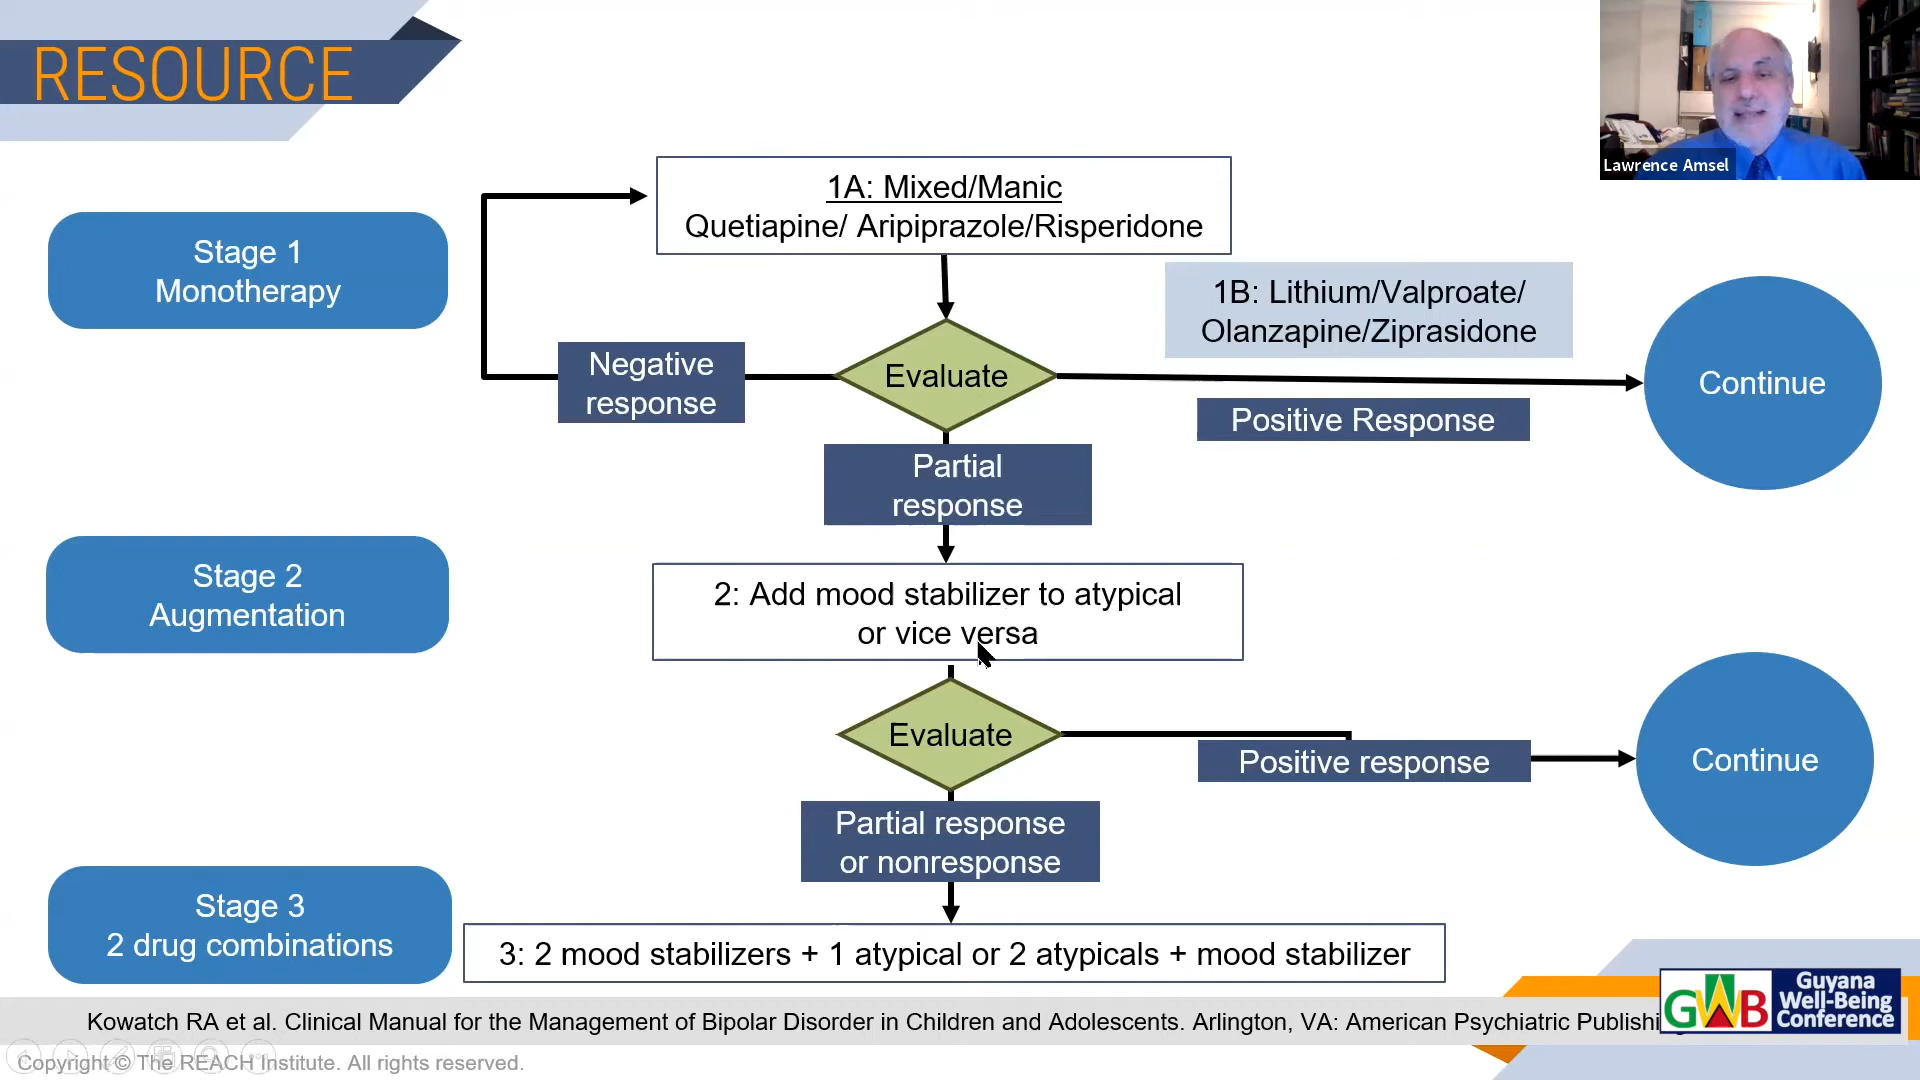 RESOURCE
Lawrence Amsel
1A: Mixed/Manic
Quetiapine/ Aripiprazole/Risperidone
Stage 1
Monotherapy
1B: Lithium/Valproate/
Olanzapine/Ziprasidone
Negative
response
Evaluate
Continue
Positive Response
Partial
response
Stage 2
Augmentation
2: Add mood stabilizer to atypical
or vice versa
Evaluate
Positive response
Continue
Partial response
or nonresponse
Stage 3
2 drug combinations
3: 2 mood stabilizers + 1 atypical or 2 atypicals + mood stabilizer
Kowatch RA et al. Clinical Manual for the Management of Bipolar Disorder in Children and Adolescents. Arlington, VA: American Psychiatric
GWB
Guyana
Well-Being
Conference
Copyright © The REACH Institute. All rights reserved.